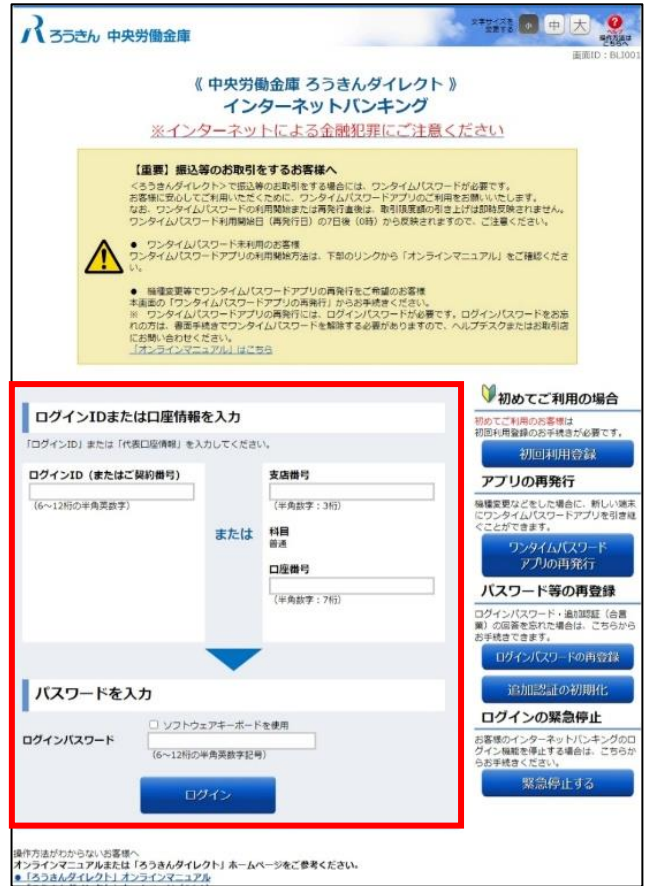 ろうきん 中央労働金庫
文字サイズを
変更する
小 中 大
ヘルプ
操作方法は
こちらへ
画面ID：BLI001
《 中央労働金庫 ろうきんダイレクト 》
インターネットバンキング
※インターネットによる金融犯罪にご注意ください
【重要】振込等のお取引をするお客様へ
＜ろうきんダイレクト＞で振込等のお取引をする場合には、ワンタイムパスワードが必要です。
お客様に安心してご利用いただくために、ワンタイムパスワードアプリのご利用をお願いいたします。
なお、ワンタイムパスワードの利用開始または再発行直後は、取引限度額の引き上げは即時反映されません。
ワンタイムパスワード利用開始日（再発行日）の7日後（0時）から反映されますので、ご注意ください。
● ワンタイムパスワード未利用のお客様
ワンタイムパスワードアプリの利用開始方法は、下部のリンクから「オンラインマニュアル」をご確認くださ
い。
● 機種変更等でワンタイムパスワードアプリの再発行をご希望のお客様
本画面の「ワンタイムパスワードアプリの再発行」からお手続きください。
※ ワンタイムパスワードアプリの再発行には、ログインパスワードが必要です。ログインパスワードをお忘
れの方は、書面手続きでワンタイムパスワードを解除する必要がありますので、ヘルプデスクまたはお取引店
にお問い合わせください。
「オンラインマニュアル」はこちら
ログインIDまたは口座情報を入力
「ログインID」または「代表口座情報」を入力してください。
ログインID（またはご契約番号）
（6～12桁の半角英数字）
または
支店番号
（半角数字：3桁）
科目
普通
口座番号
（半角数字：7桁）
パスワードを入力
ソフトウェアキーボードを使用
ログインパスワード
（6～12桁の半角英数字記号）
ログイン
初めてご利用の場合
初めてご利用のお客様は
初回利用登録のお手続きが必要です。
初回利用登録
アプリの再発行
機種変更などをした場合に、新しい端末
にワンタイムパスワードアプリを引き継
ぐことができます。
ワンタイムパスワード
アプリの再発行
パスワード等の再登録
ログインパスワード・追加認証（合言
葉）の回答を忘れた場合は、こちらから
お手続きできます。
ログインパスワードの再登録
追加認証の初期化
ログインの緊急停止
お客様のインターネットバンキングのロ
グイン機能を停止する場合は、こちらか
らお手続きください。
緊急停止する
操作方法がわからないお客様へ
オンラインマニュアルまたは「ろうきんダイレクト」ホームページをご参考ください。
●「ろうきんダイレクト」オンラインマニュアル